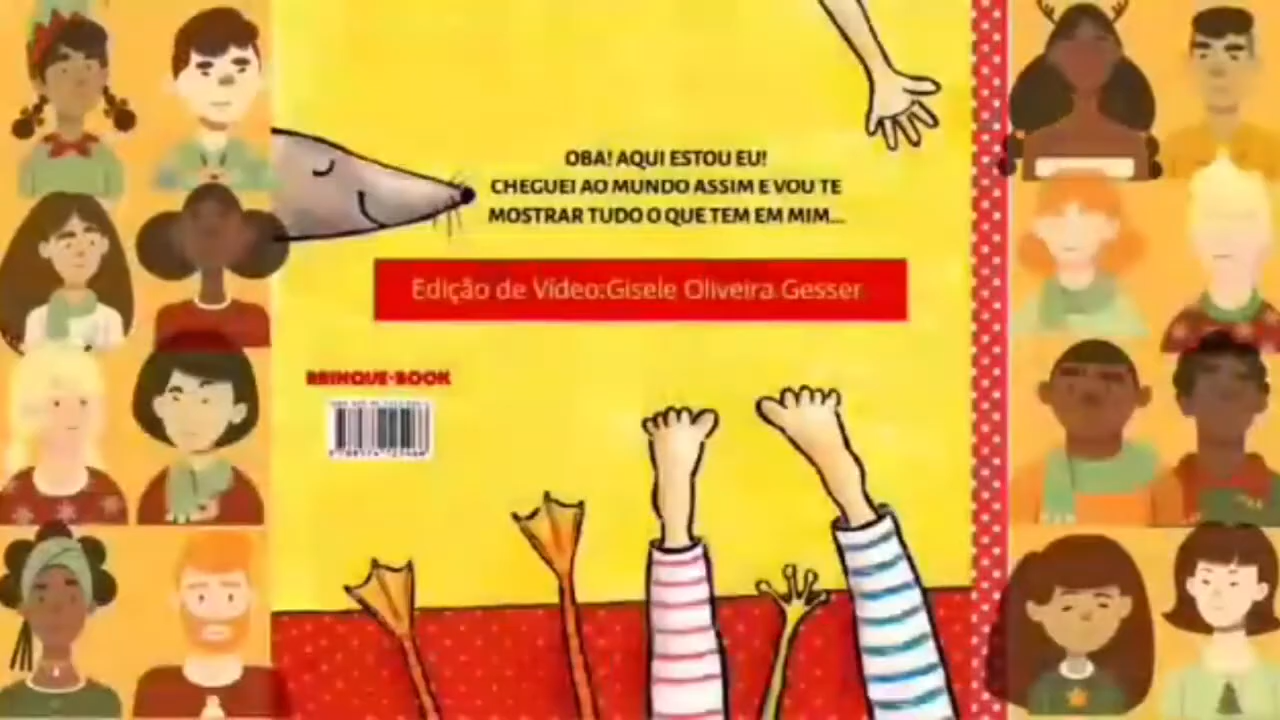 OBA! AQUI ESTOU EU!
CHEGUEI AO MUNDO ASSIM E VOU TE
MOSTRAR TUDO O QUE TEM EM MIM...
Edição de Vídeo:Gisele Oliveira Gesser
BRINQUE-BOOK